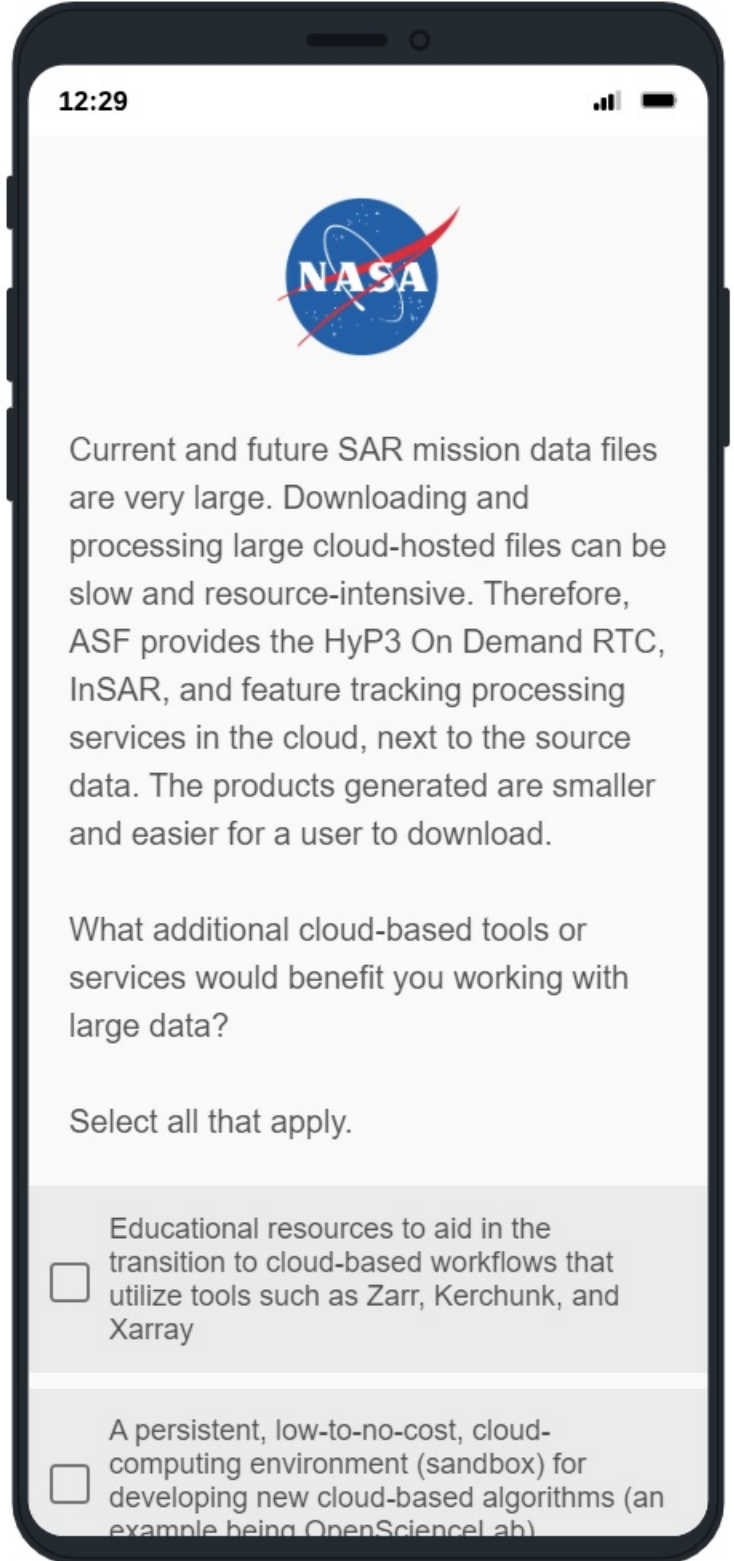 12:29
NASA
Current and future SAR mission data files
are very large. Downloading and
processing large cloud-hosted files can be
slow and resource-intensive. Therefore,
ASF provides the HyP3 On Demand RTC,
InSAR, and feature tracking processing
services in the cloud, next to the source
data. The products generated are smaller
and easier for a user to download.
What additional cloud-based tools or
services would benefit you working with
large data?
Select all that apply.
Educational resources to aid in the
transition to cloud-based workflows that
utilize tools such as Zarr, Kerchunk, and
Xarray
A persistent, low-to-no-cost, cloud-
computing environment (sandbox) for
developing new cloud-based algorithms (an
example being OpenScienceLab)